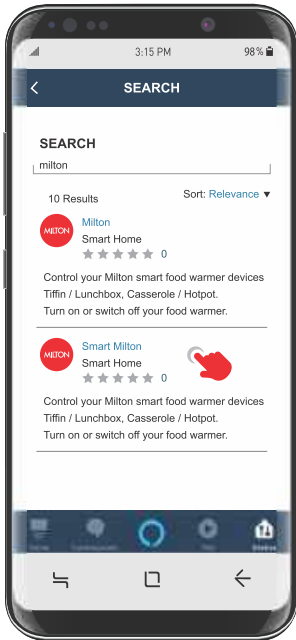 3:15 PM
98%
SEARCH
SEARCH
milton
10 Results
Sort: Relevance ▼
MILTON
Milton
Smart Home
0
Control your Milton smart food warmer devices
Tiffin / Lunchbox, Casserole / Hotpot.
Turn on or switch off your food warmer.
MILTON
Smart Milton
Smart Home
0
Control your Milton smart food warmer devices
Tiffin / Lunchbox, Casserole / Hotpot.
Turn on or switch off your food warmer.